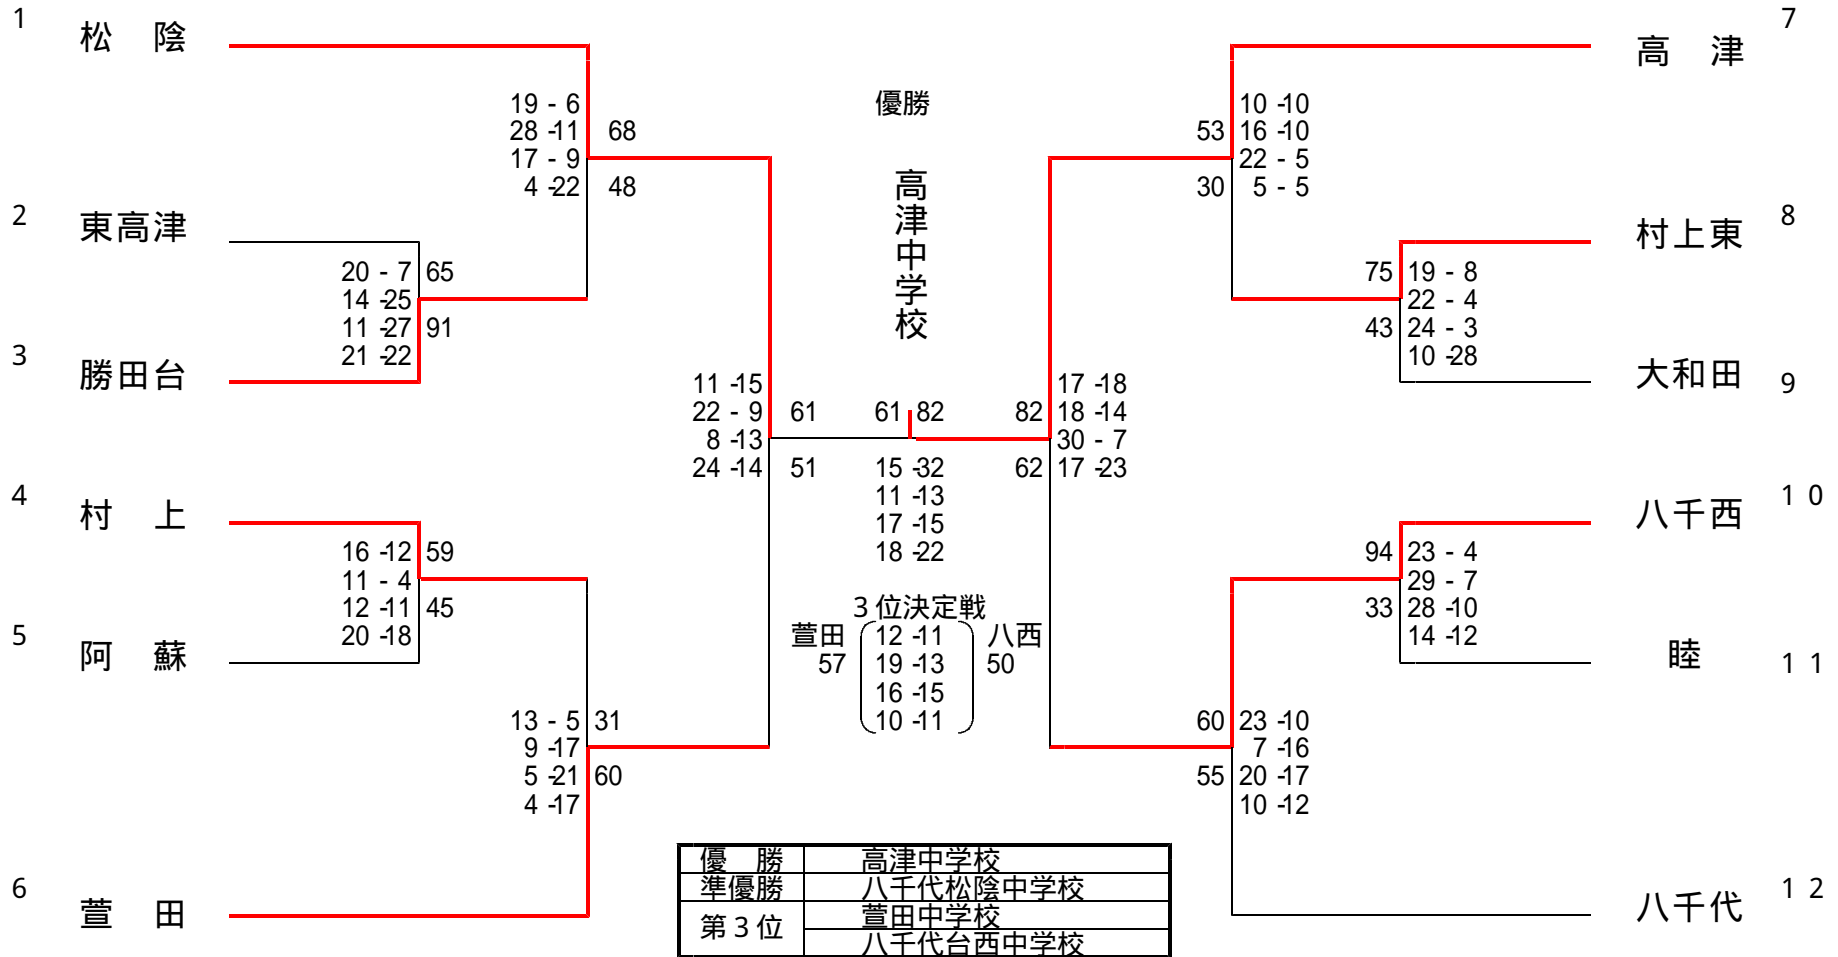 1
松　陰
19 - 6
28 -11
17 - 9
4 -22
68
48
2
東高津
20 - 7
14 -25
11 -27
21 -22
65
91
3
勝田台
11 -15
22 - 9
8 -13
24 -14
61
51
4
村　上
16 -12
11 - 4
12 -11
20 -18
59
45
5
阿　蘇
13 - 5
9 -17
5 -21
4 -17
31
60
6
萱　田
優勝
高津中学校
61 82
15 -32
11 -13
17 -15
18 -22
３位決定戦
萱田
57
12 -11
19 -13
16 -15
10 -11
八西
50
7
高　津
53
30
10 -10
16 -10
22 - 5
5 - 5
8
村上東
75
43
19 - 8
22 - 4
24 - 3
10 -28
大和田
9
82
62
17 -18
18 -14
30 - 7
17 -23
10
八千西
94
33
23 - 4
29 - 7
28 -10
14 -12
睦
11
60
55
23 -10
7 -16
20 -17
10 -12
八千代
12
優　勝　高津中学校
準優勝　八千代松陰中学校
第３位　萱田中学校
八千代台西中学校